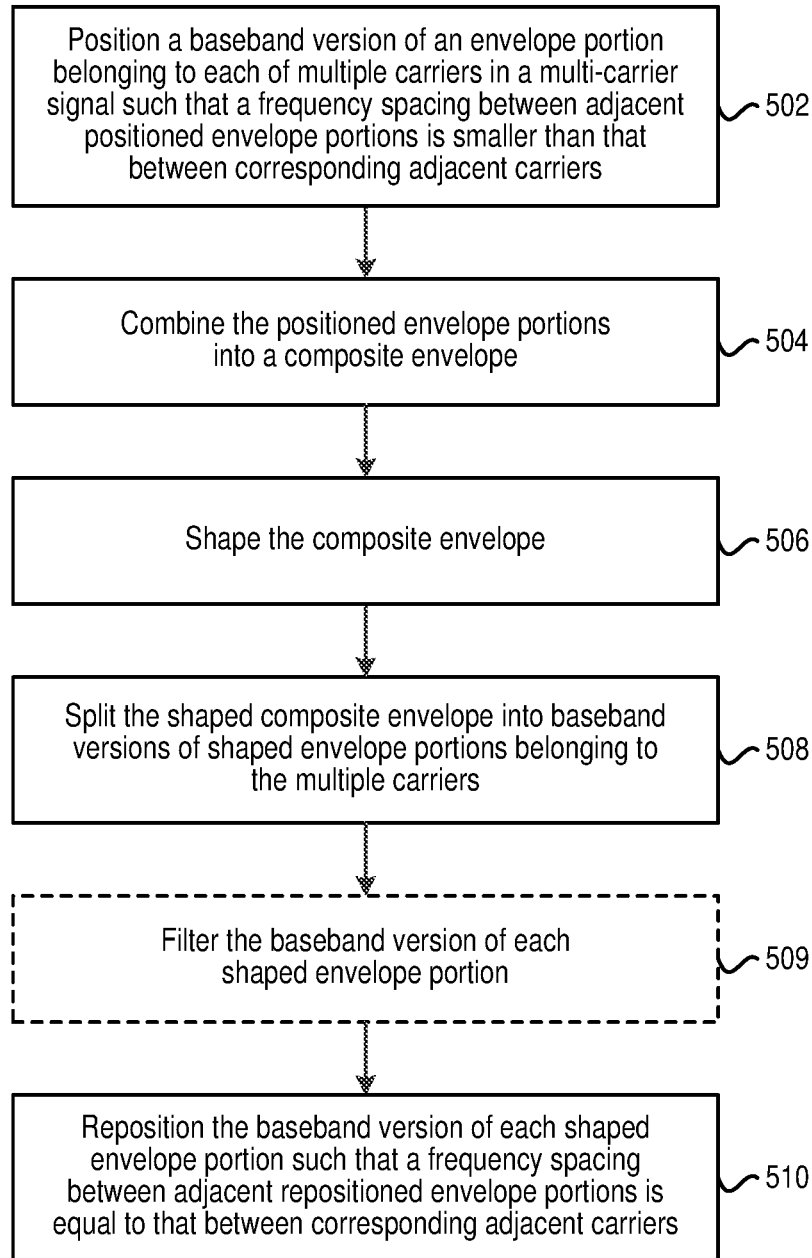 Position a baseband version of an envelope portion
belonging to each of multiple carriers in a multi-carrier
signal such that a frequency spacing between adjacent
positioned envelope portions is smaller than that
between corresponding adjacent carriers
502
Combine the positioned envelope portions
into a composite envelope
504
Shape the composite envelope
506
Split the shaped composite envelope into baseband
versions of shaped envelope portions belonging to
the multiple carriers
508
Filter the baseband version of each
shaped envelope portion
509
Reposition the baseband version of each shaped
envelope portion such that a frequency spacing
between adjacent repositioned envelope portions is
equal to that between corresponding adjacent carriers
510